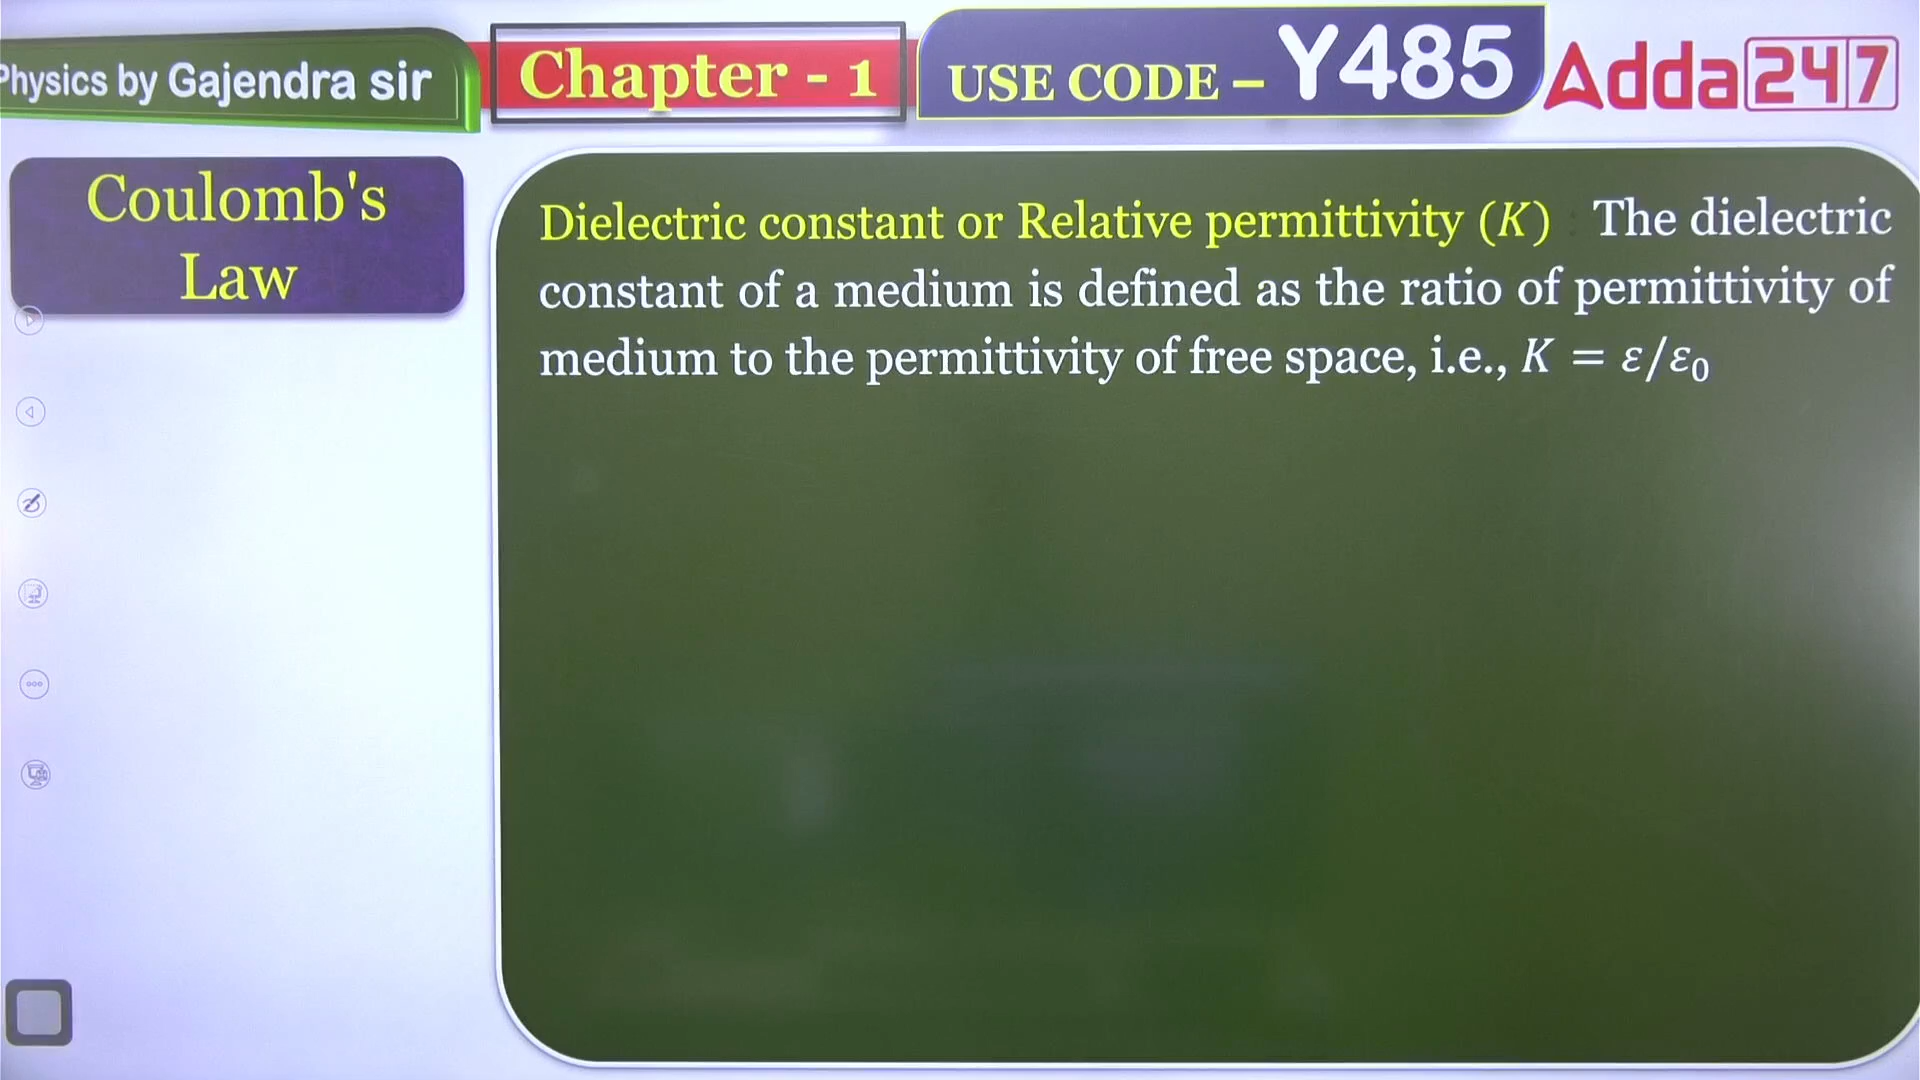 Physics by Gajendra sir
Chapter - 1
USE CODE – Y485
Adda247
Coulomb's
Law
Dielectric constant or Relative permittivity (K) : The dielectric
constant of a medium is defined as the ratio of permittivity of
medium to the permittivity of free space, i.e., K = ε/ε₀